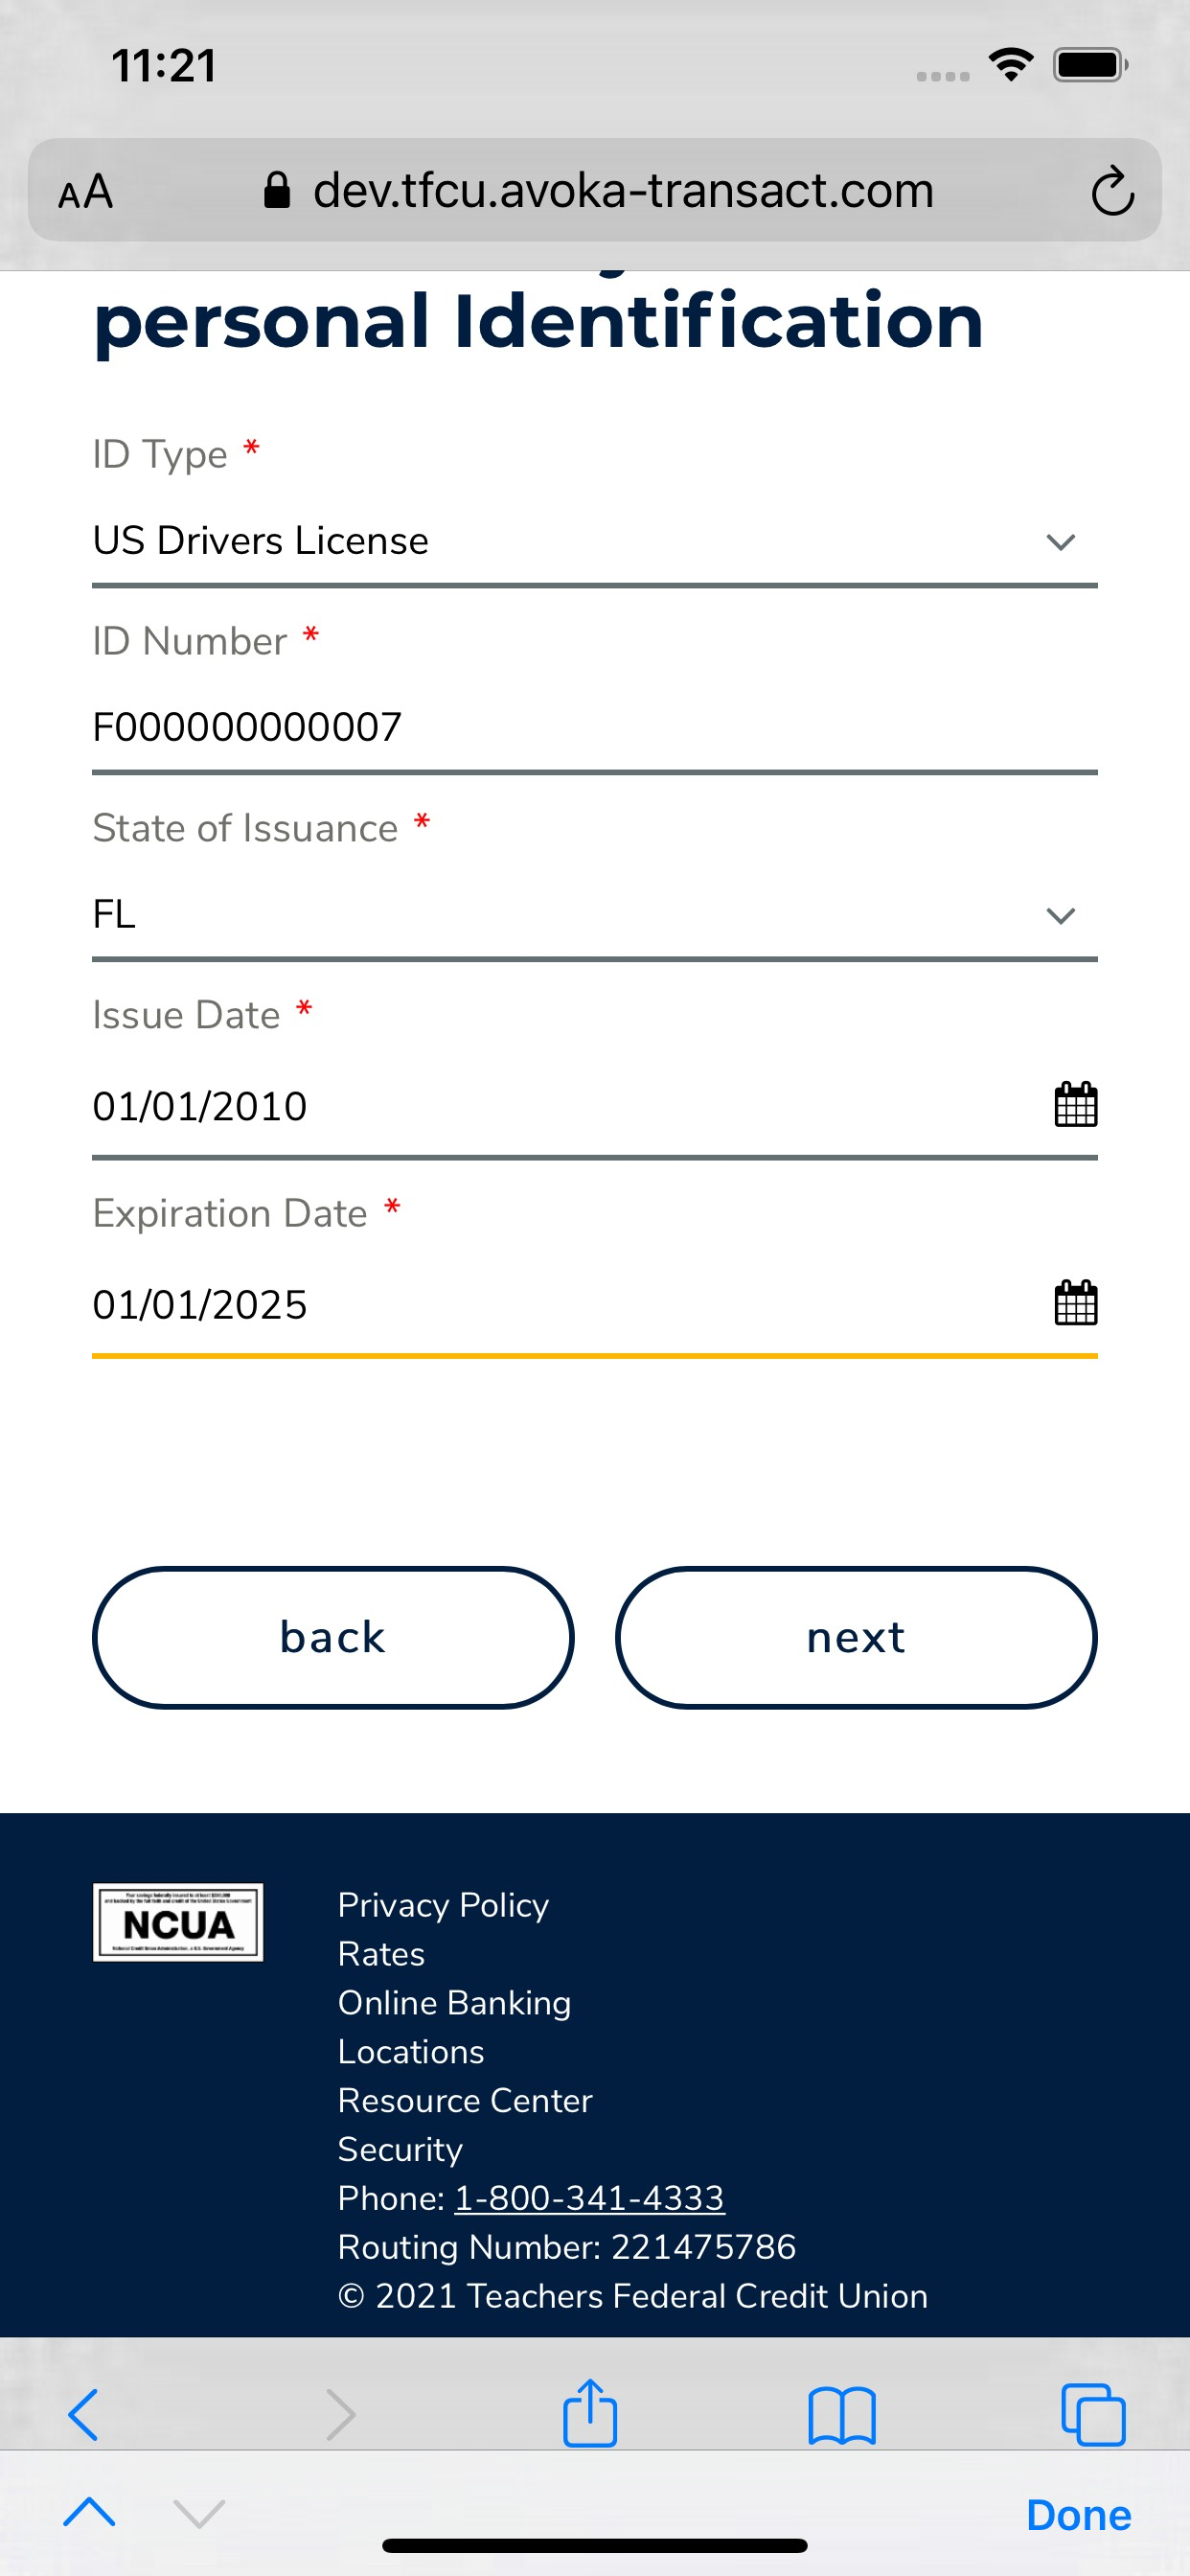 11:21
AA dev.tfcu.avoka-transact.com
personal Identification
ID Type *
US Drivers License
ID Number *
F000000000007
State of Issuance *
FL
Issue Date *
01/01/2010
Expiration Date *
01/01/2025
back next
NCUA
Privacy Policy
Rates
Online Banking
Locations
Resource Center
Security
Phone: 1-800-341-4333
Routing Number: 221475786
© 2021 Teachers Federal Credit Union
Done